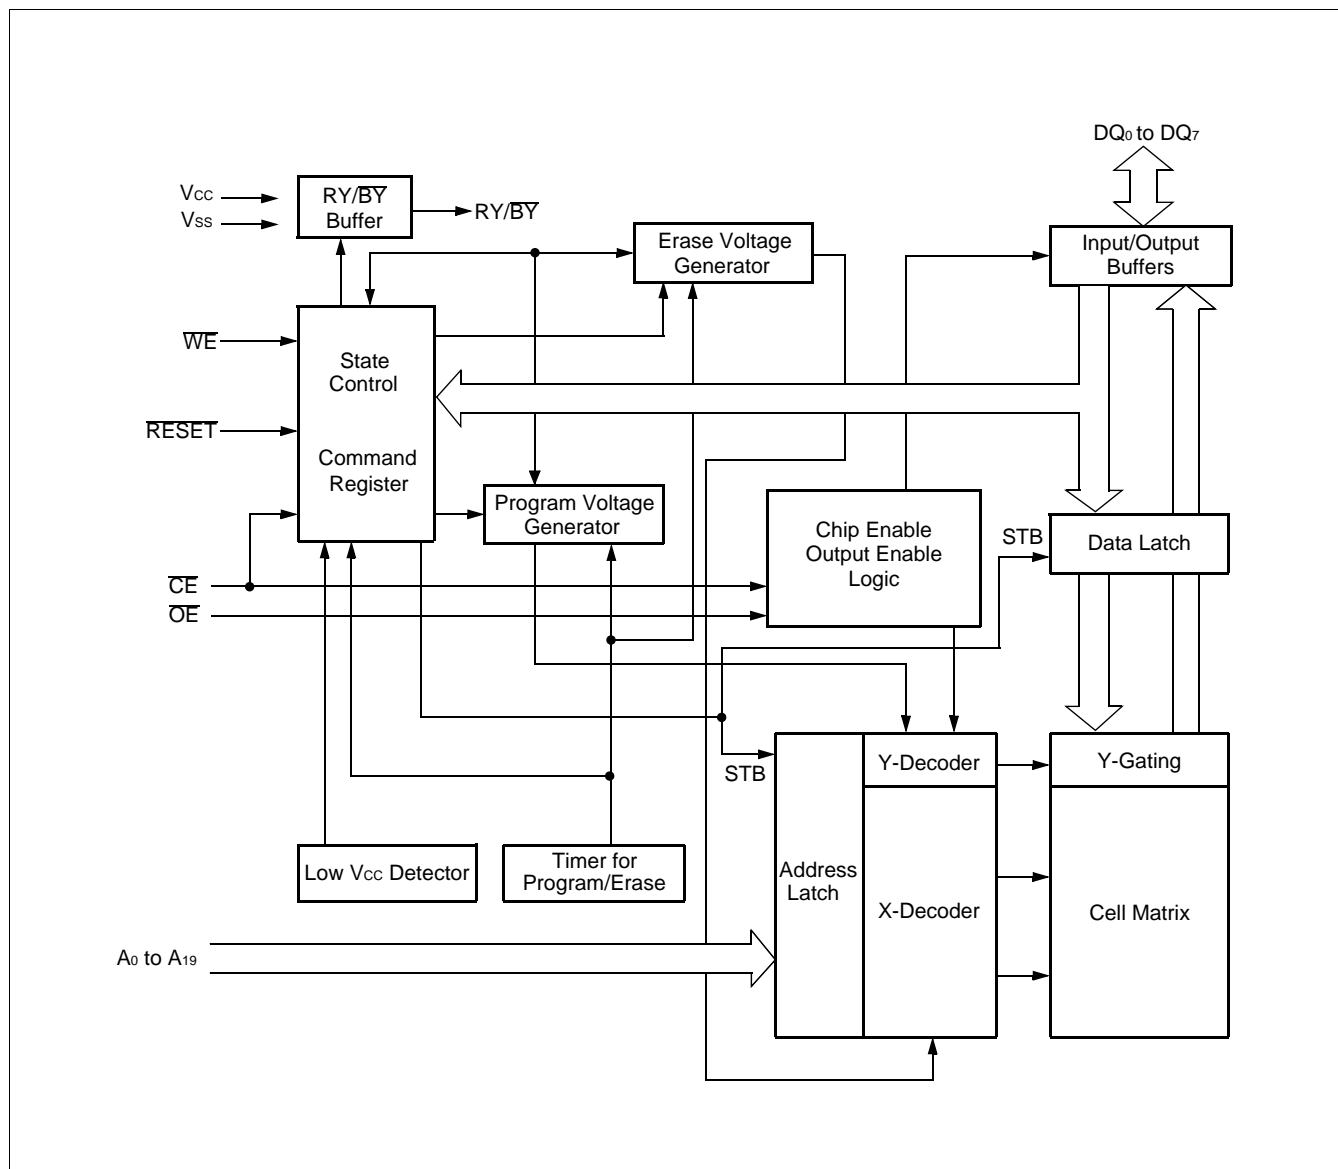 DQ0 to DQ7
VCC
VSS
RY/BY
Buffer
RY/BY
Erase Voltage
Generator
Input/Output
Buffers
WE
State
Control
RESET
Command
Register
Program Voltage
Generator
Chip Enable
Output Enable
Logic
STB
Data Latch
CE
OE
STB
Y-Decoder
Y-Gating
Low VCC Detector
Timer for
Program/Erase
Address
Latch
X-Decoder
Cell Matrix
A0 to A19